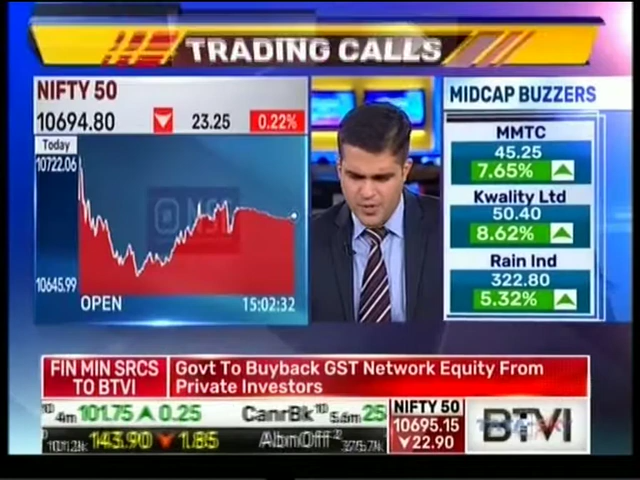 TRADING CALLS
NIFTY 50
10694.80 23.25 0.22%
Today
10722.06
NSE
10645.99
OPEN 15:02:32
MIDCAP BUZZERS
MMTC
45.25
7.65%
Kwality Ltd
50.40
8.62%
Rain Ind
322.80
5.32%
FIN MIN SRCS
TO BTVI
Govt To Buyback GST Network Equity From
Private Investors
101.75 0.25 CanrBk
143.90 1.85
NIFTY 50
10695.15
22.90
BTVI